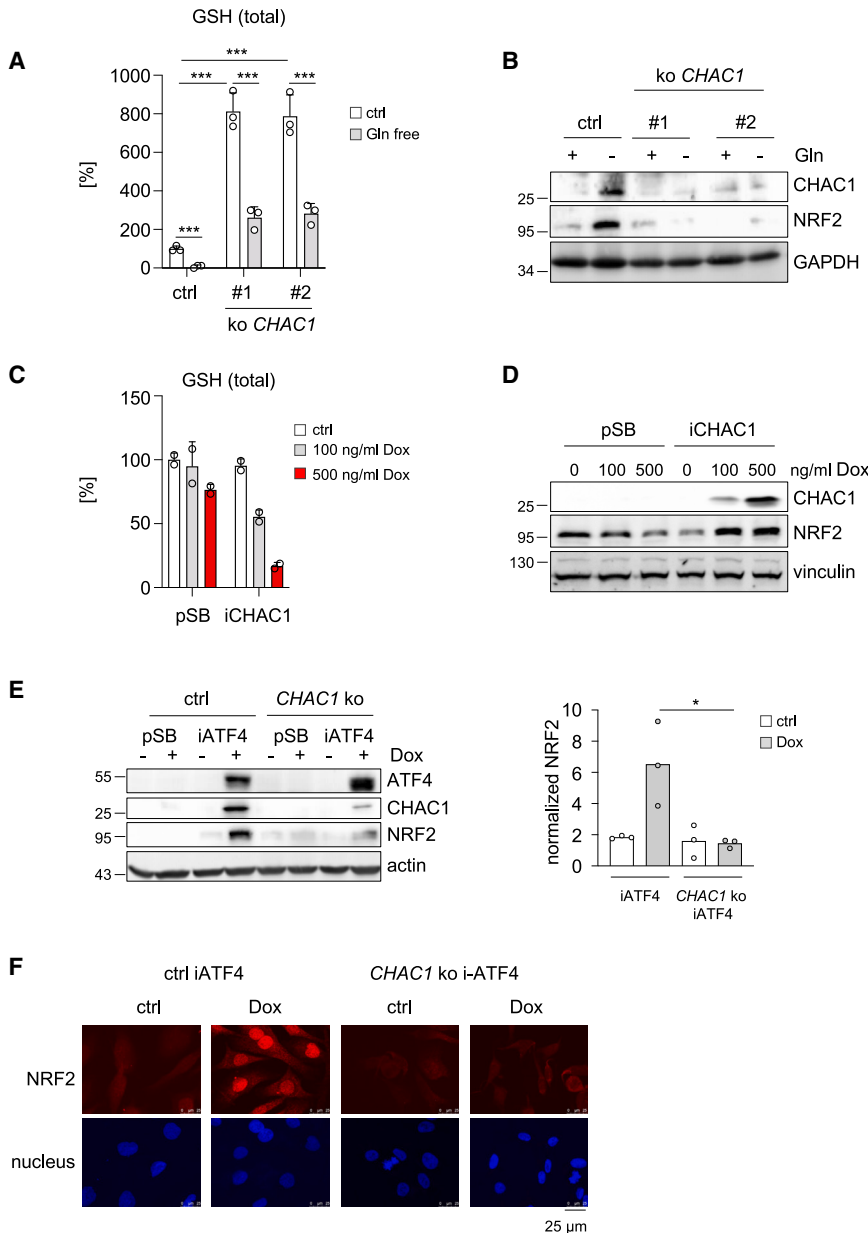 GSH (total)
A
***
*** *** ***
1000
800
600
400
200
0
[%]
***
ctrl
Gln free
ctrl #1 #2
ko CHAC1
B
ko CHAC1
ctrl #1 #2
+ - + - + - Gln
25 CHAC1
95 NRF2
34 GAPDH
C
GSH (total)
150
100
50
0
[%]
ctrl
100 ng/ml Dox
500 ng/ml Dox
pSB iCHAC1
D
pSB iCHAC1
0 100 500 0 100 500 ng/ml Dox
25 CHAC1
95 NRF2
130 vinculin
E
ctrl CHAC1 ko
pSB iATF4 pSB iATF4
- + - + - + - + Dox
55 ATF4
25 CHAC1
95 NRF2
43 actin
10
8
6
4
2
0
normalized NRF2
*
ctrl
Dox
iATF4 CHAC1 ko
iATF4
F
ctrl iATF4 CHAC1 ko i-ATF4
ctrl Dox ctrl Dox
NRF2
nucleus
25 µm